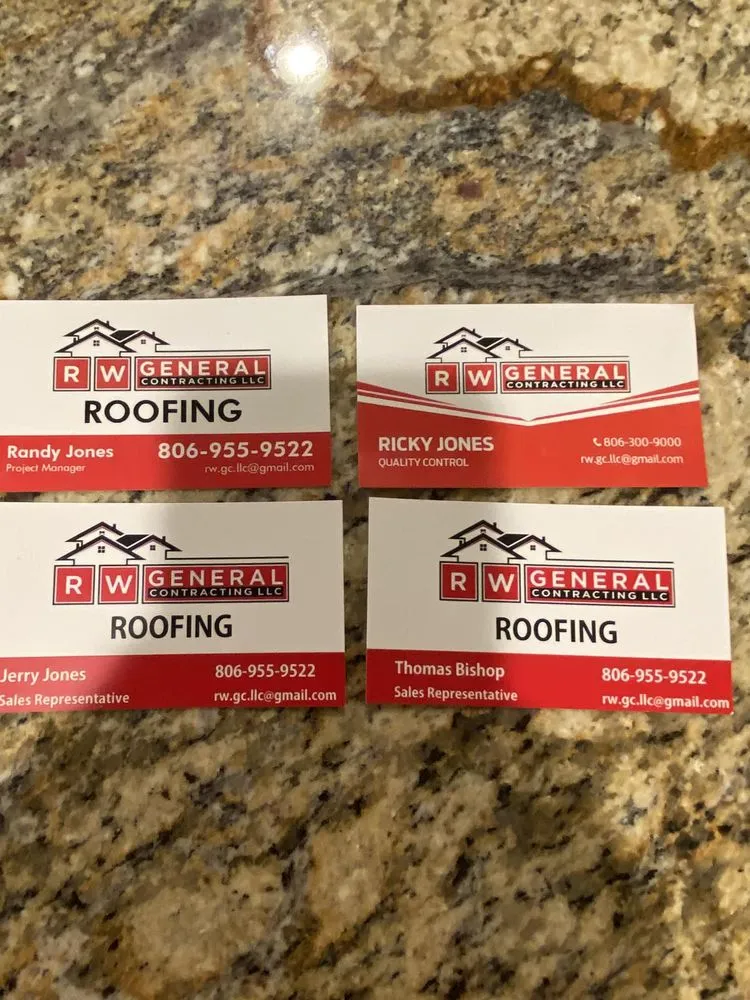 R W GENERAL
CONTRACTING LLC
ROOFING
Randy Jones 806-955-9522
Project Manager rw.gc.llc@gmail.com
R W GENERAL
CONTRACTING LLC
RICKY JONES 806-300-9000
QUALITY CONTROL rw.gc.llc@gmail.com
R W GENERAL
CONTRACTING LLC
ROOFING
Jerry Jones 806-955-9522
Sales Representative rw.gc.llc@gmail.com
R W GENERAL
CONTRACTING LLC
ROOFING
Thomas Bishop 806-955-9522
Sales Representative rw.gc.llc@gmail.com